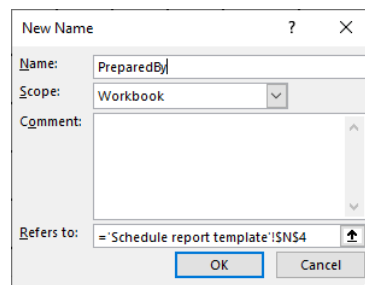 New Name ?
Name: PreparedBy
Scope: Workbook
Comment:
Refers to: ='Schedule report template'!$N$4
OK Cancel